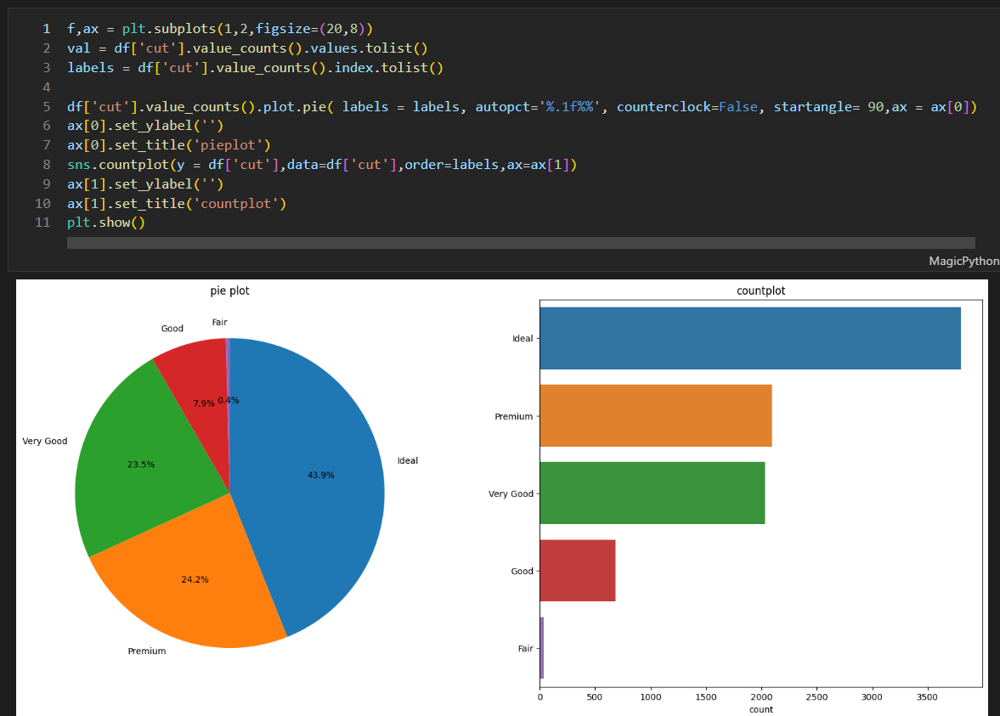 1 f,ax = plt.subplots(1,2,figsize=(20,8))
2 val = df['cut'].value_counts().values.tolist()
3 labels = df['cut'].value_counts().index.tolist()
4
5 df['cut'].value_counts().plot.pie( labels = labels, autopct='%.1f%%', counterclock=False, startangle= 90,ax = ax[0])
6 ax[0].set_ylabel('')
7 ax[0].set_title('pieplot')
8 sns.countplot(y = df['cut'],data=df['cut'],order=labels,ax=ax[1])
9 ax[1].set_ylabel('')
10 ax[1].set_title('countplot')
11 plt.show()
MagicPython
pie plot
Fair
Good
7.9%
0.4%
Very Good
23.5%
43.9%
Ideal
24.2%
Premium
countplot
Ideal
Premium
Very Good
Good
Fair
0 500 1000 1500 2000 2500 3000 3500
count